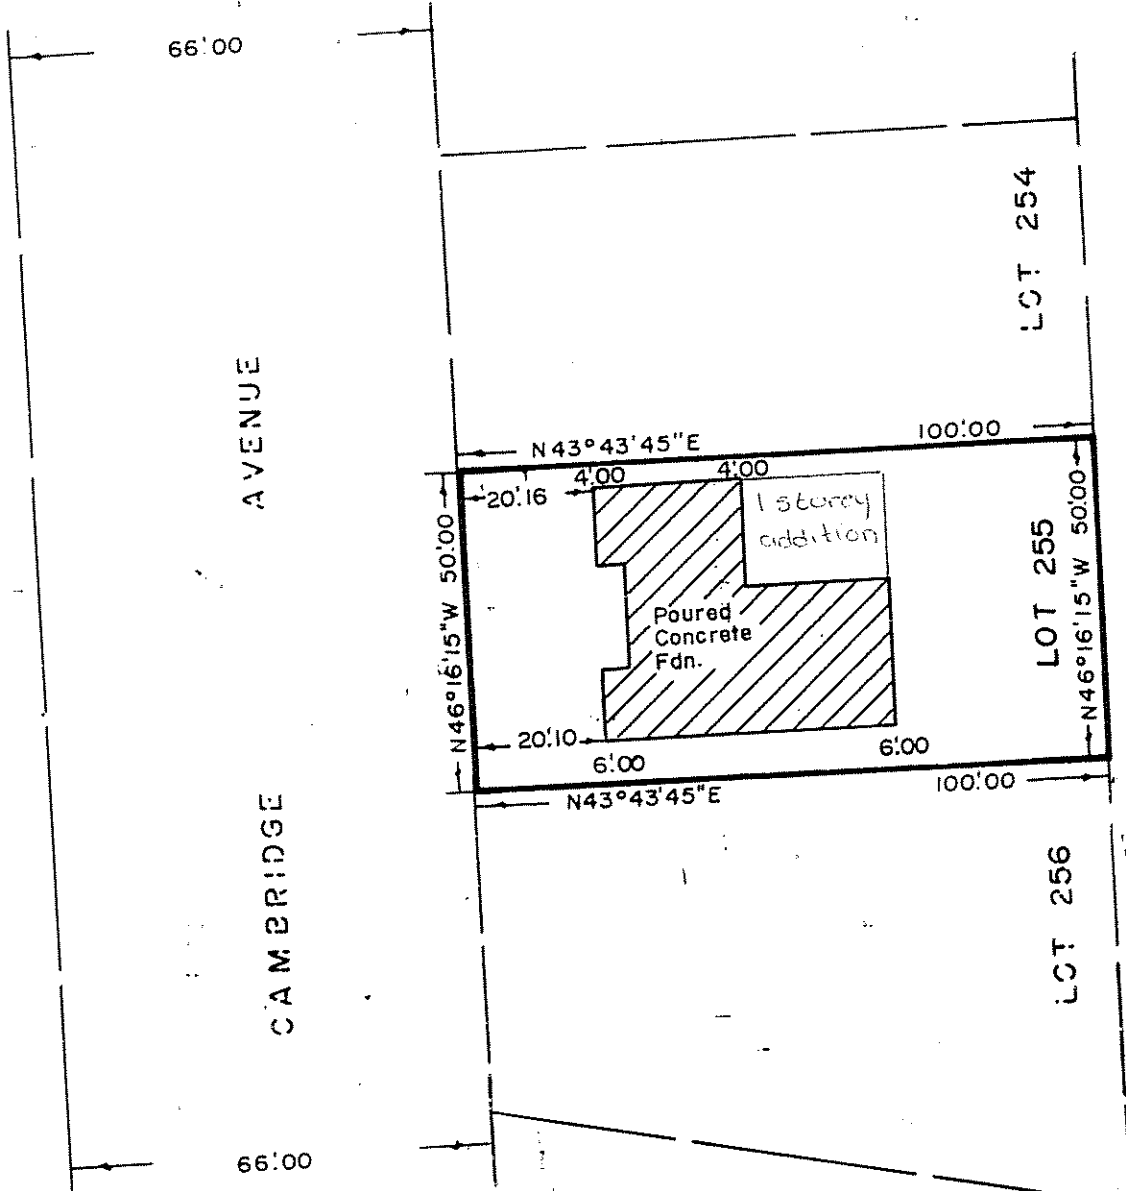 66'.00
LOT 254
AVENUE
N 43°43'45"E
100'.00
4'.00
4'.00
20'.16
1 storey
addition
N46°16'15"W 50'.00
LOT 255
N46°16'15"W 50'.00
Poured
Concrete
Fdn.
20'.10
6'.00
6'.00
N43°43'45"E
100'.00
CAMBRIDGE
LOT 256
66'.00